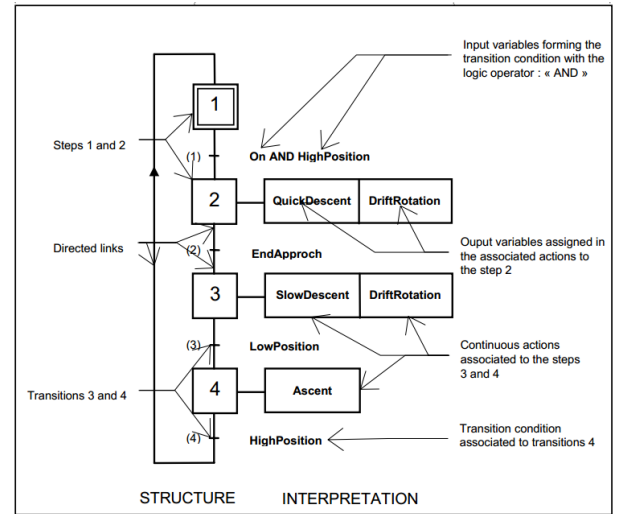 Input variables forming the
transition condition with the
logic operator : « AND »
1
Steps 1 and 2
(1)
On AND HighPosition
2
QuickDescent
DriftRotation
Directed links
(2)
EndApproch
Ouput variables assigned in
the associated actions to
the step 2
3
SlowDescent
DriftRotation
(3)
LowPosition
Continuous actions
associated to the steps
3 and 4
Transitions 3 and 4
4
Ascent
(4)
HighPosition
Transition condition
associated to transitions 4
STRUCTURE
INTERPRETATION